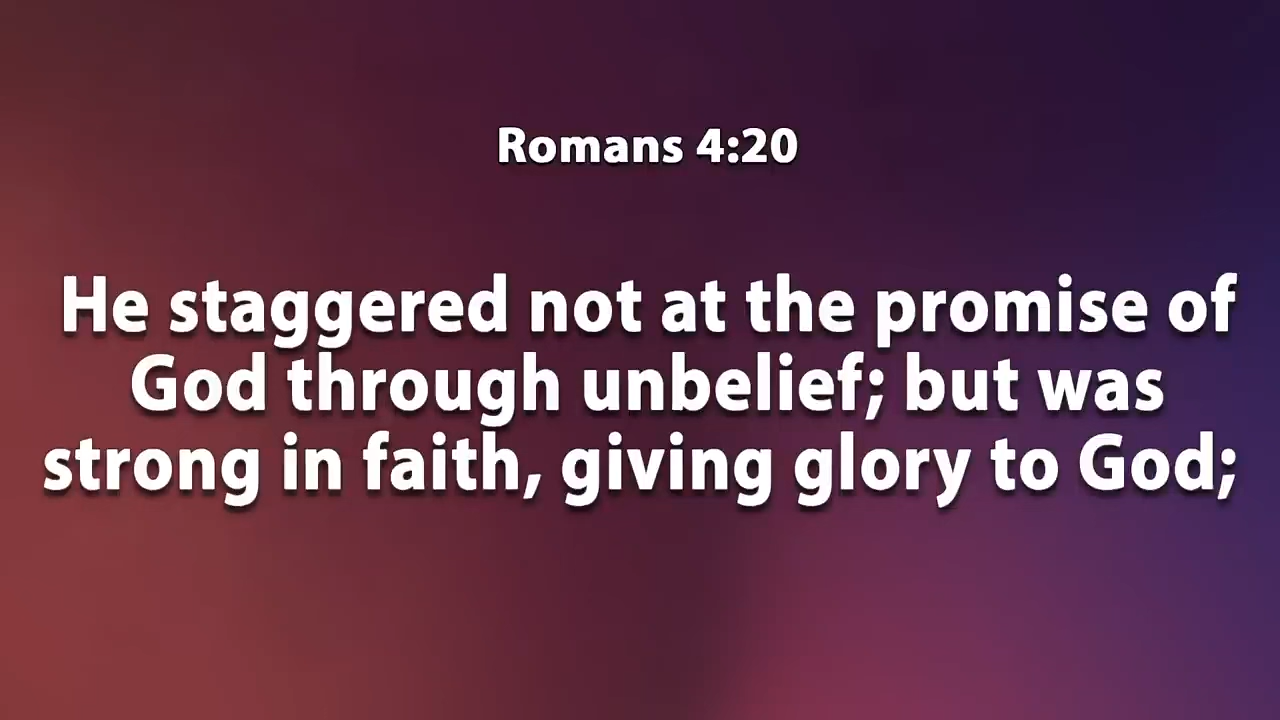 Romans 4:20
He staggered not at the promise of
God through unbelief; but was
strong in faith, giving glory to God;